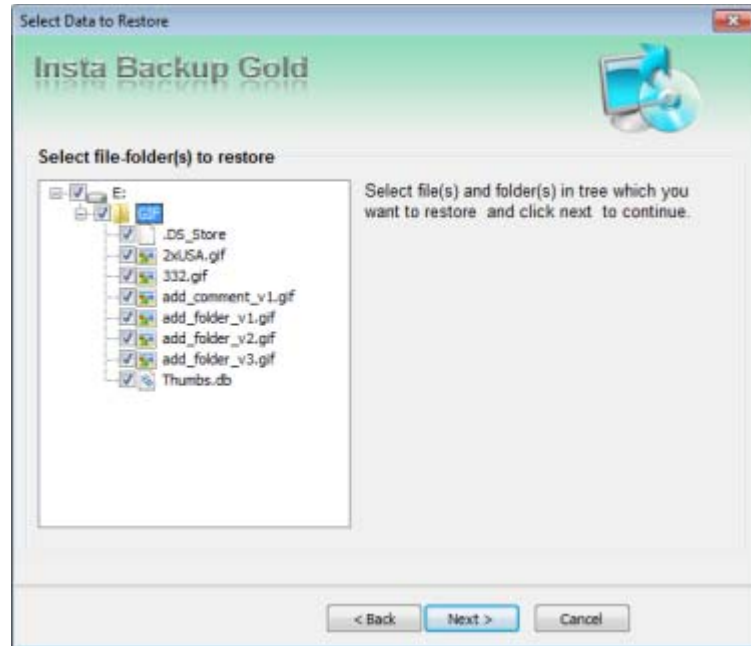 Select Data to Restore
Insta Backup Gold
Select file-folder(s) to restore
E:
GIF
.DS_Store
2xUSA.gif
332.gif
add_comment_v1.gif
add_folder_v1.gif
add_folder_v2.gif
add_folder_v3.gif
Thumbs.db
Select file(s) and folder(s) in tree which you
want to restore and click next to continue.
< Back
Next >
Cancel